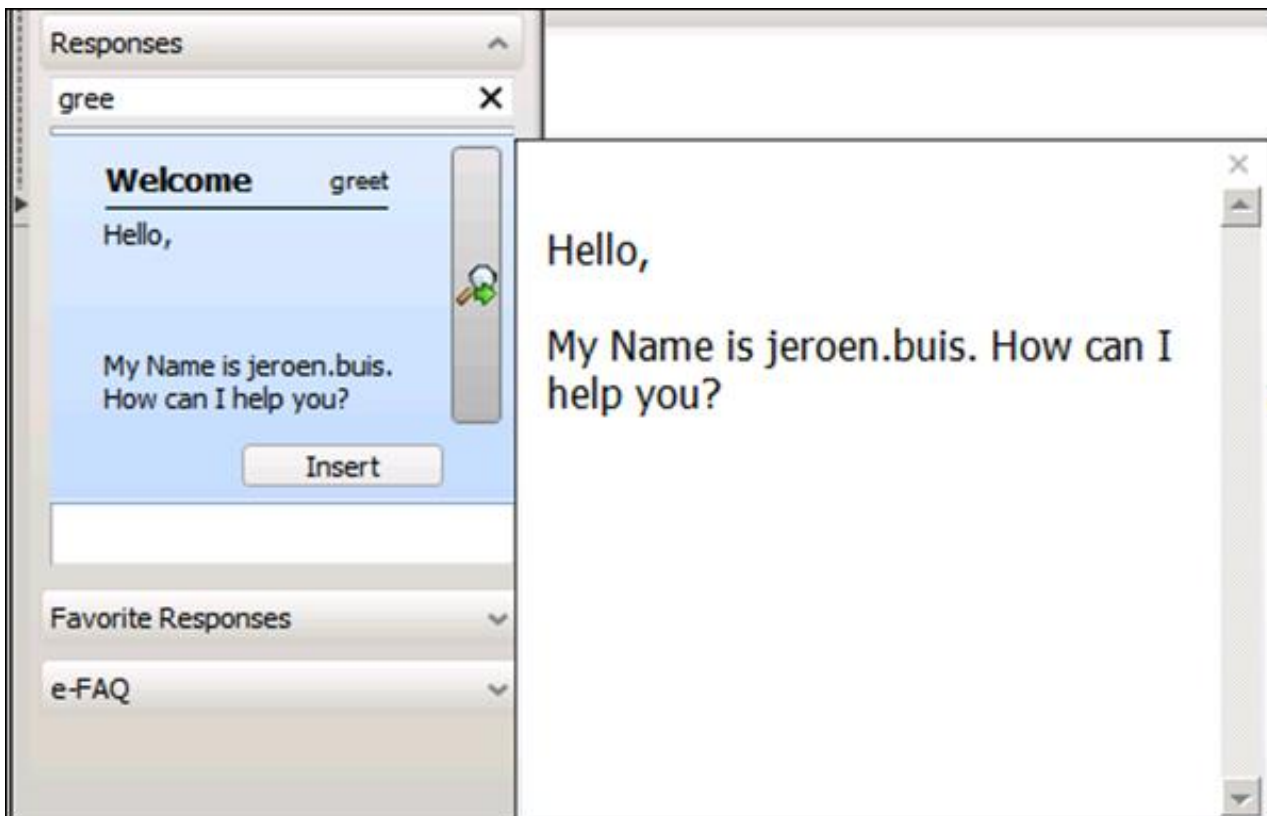 Responses
gree
Welcome greet
Hello,
My Name is jeroen.buis.
How can I help you?
Insert
Favorite Responses
e-FAQ
Hello,
My Name is jeroen.buis. How can I
help you?